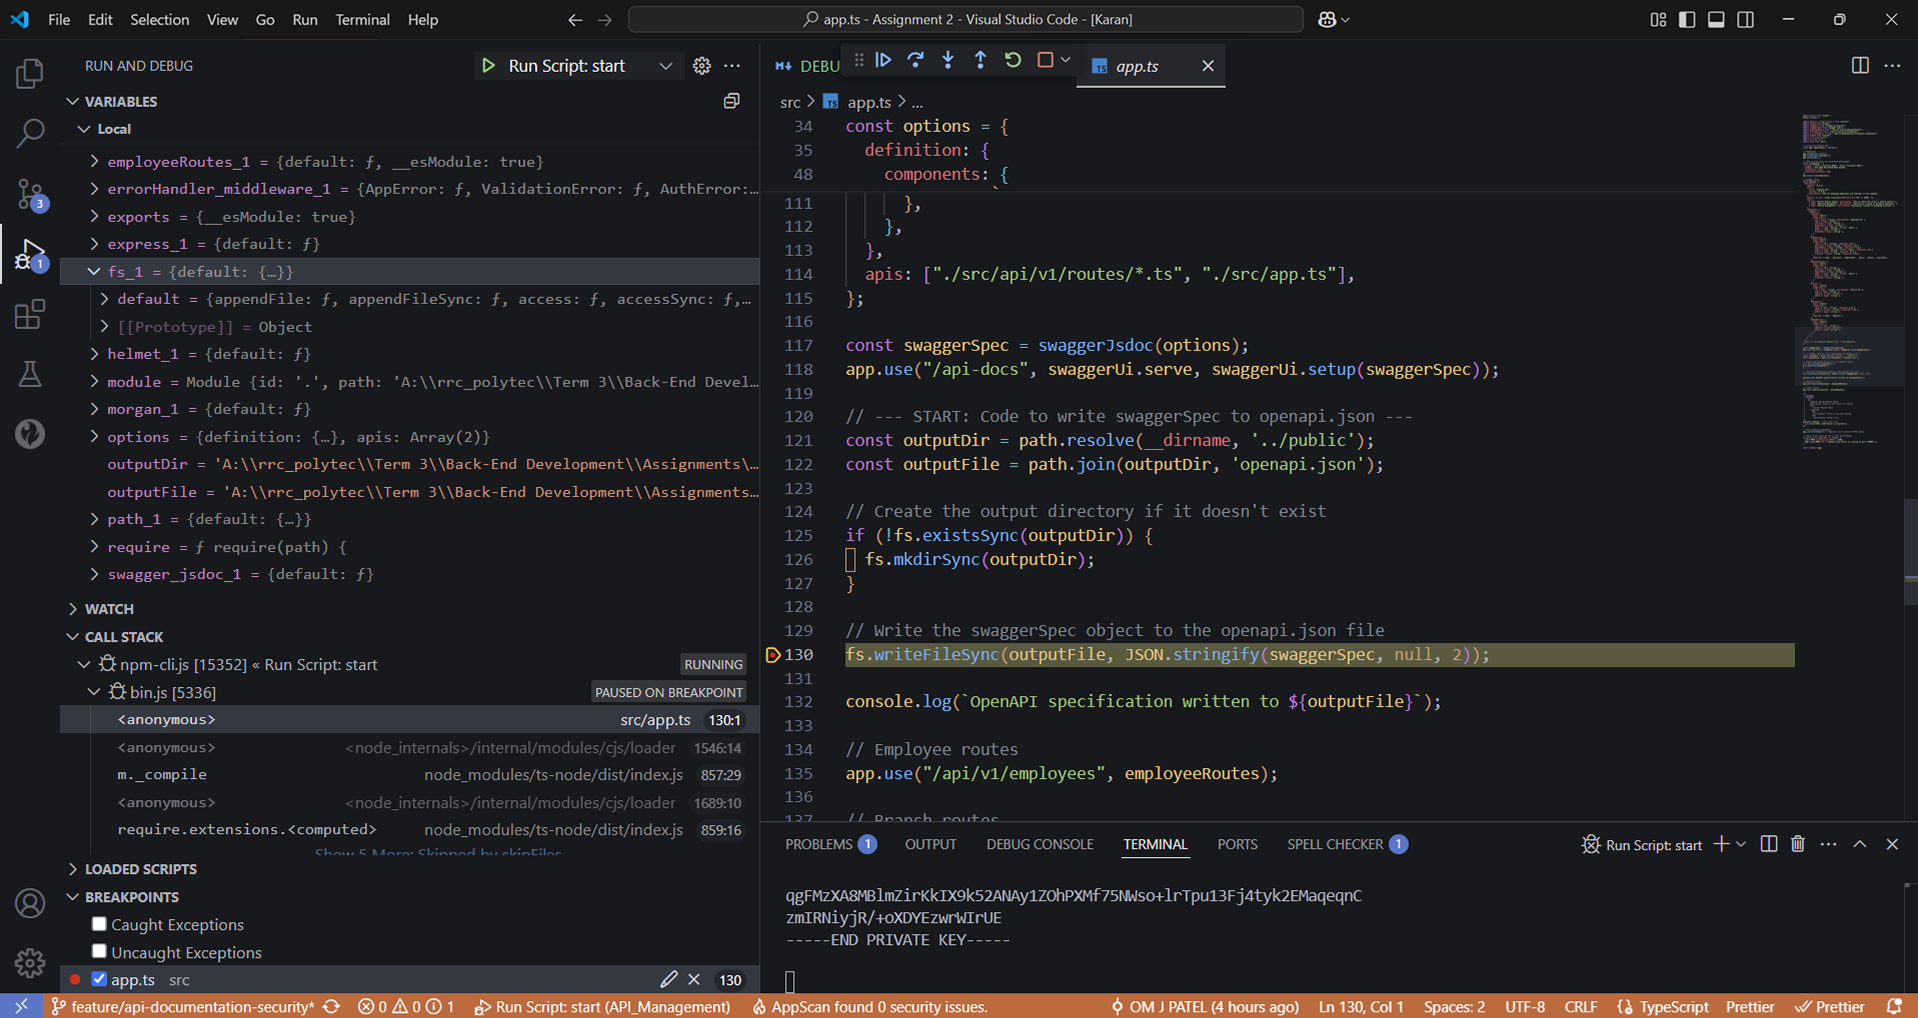 File Edit Selection View Go Run Terminal Help
app.ts - Assignment 2 - Visual Studio Code - [Karan]
RUN AND DEBUG
Run Script: start
VARIABLES
Local
employeeRoutes_1 = {default: ƒ, __esModule: true}
errorHandler_middleware_1 = {AppError: ƒ, ValidationError: ƒ, AuthError:...
exports = {__esModule: true}
express_1 = {default: ƒ}
fs_1 = {default: {…}}
default = {appendFile: ƒ, appendFileSync: ƒ, access: ƒ, accessSync: ƒ,...
[[Prototype]] = Object
helmet_1 = {default: ƒ}
module = Module {id: '.', path: 'A:\\rrc_polytec\\Term 3\\Back-End Devel...
morgan_1 = {default: ƒ}
options = {definition: {…}, apis: Array(2)}
outputDir = 'A:\\rrc_polytec\\Term 3\\Back-End Development\\Assignments\...
outputFile = 'A:\\rrc_polytec\\Term 3\\Back-End Development\\Assignments...
path_1 = {default: {…}}
require = ƒ require(path) {
swagger_jsdoc_1 = {default: ƒ}
WATCH
CALL STACK
npm-cli.js [15352] « Run Script: start RUNNING
bin.js [5336] PAUSED ON BREAKPOINT
<anonymous> src/app.ts 130:1
<anonymous> <node_internals>/internal/modules/cjs/loader 1546:14
m._compile node_modules/ts-node/dist/index.js 857:29
<anonymous> <node_internals>/internal/modules/cjs/loader 1689:10
require.extensions.<computed> node_modules/ts-node/dist/index.js 859:16
Show 5 More: Skipped by skipFiles
LOADED SCRIPTS
BREAKPOINTS
Caught Exceptions
Uncaught Exceptions
app.ts src 130
3
1
DEBU
TS app.ts
src > TS app.ts > ...
34 const options = {
35 definition: {
48 components: {
111 },
112 },
113 },
114 apis: ["./src/api/v1/routes/*.ts", "./src/app.ts"],
115 };
116
117 const swaggerSpec = swaggerJsdoc(options);
118 app.use("/api-docs", swaggerUi.serve, swaggerUi.setup(swaggerSpec));
119
120 // --- START: Code to write swaggerSpec to openapi.json ---
121 const outputDir = path.resolve(__dirname, '../public');
122 const outputFile = path.join(outputDir, 'openapi.json');
123
124 // Create the output directory if it doesn't exist
125 if (!fs.existsSync(outputDir)) {
126 fs.mkdirSync(outputDir);
127 }
128
129 // Write the swaggerSpec object to the openapi.json file
130 fs.writeFileSync(outputFile, JSON.stringify(swaggerSpec, null, 2));
131
132 console.log(`OpenAPI specification written to ${outputFile}`);
133
134 // Employee routes
135 app.use("/api/v1/employees", employeeRoutes);
136
137 // Branch routes
PROBLEMS 1 OUTPUT DEBUG CONSOLE TERMINAL PORTS SPELL CHECKER 1
Run Script: start
qgFMzXA8MBlmZirKkIX9k52ANAy1ZOhPXMf75NWso+lrTpu13Fj4tyk2EMaqeqnC
zmIRNiyjR/+oXDYEzwrWIrUE
-----END PRIVATE KEY-----
feature/api-documentation-security* 0 0 1 Run Script: start (API_Management) AppScan found 0 security issues. OM J PATEL (4 hours ago) Ln 130, Col 1 Spaces: 2 UTF-8 CRLF {} TypeScript Prettier Prettier